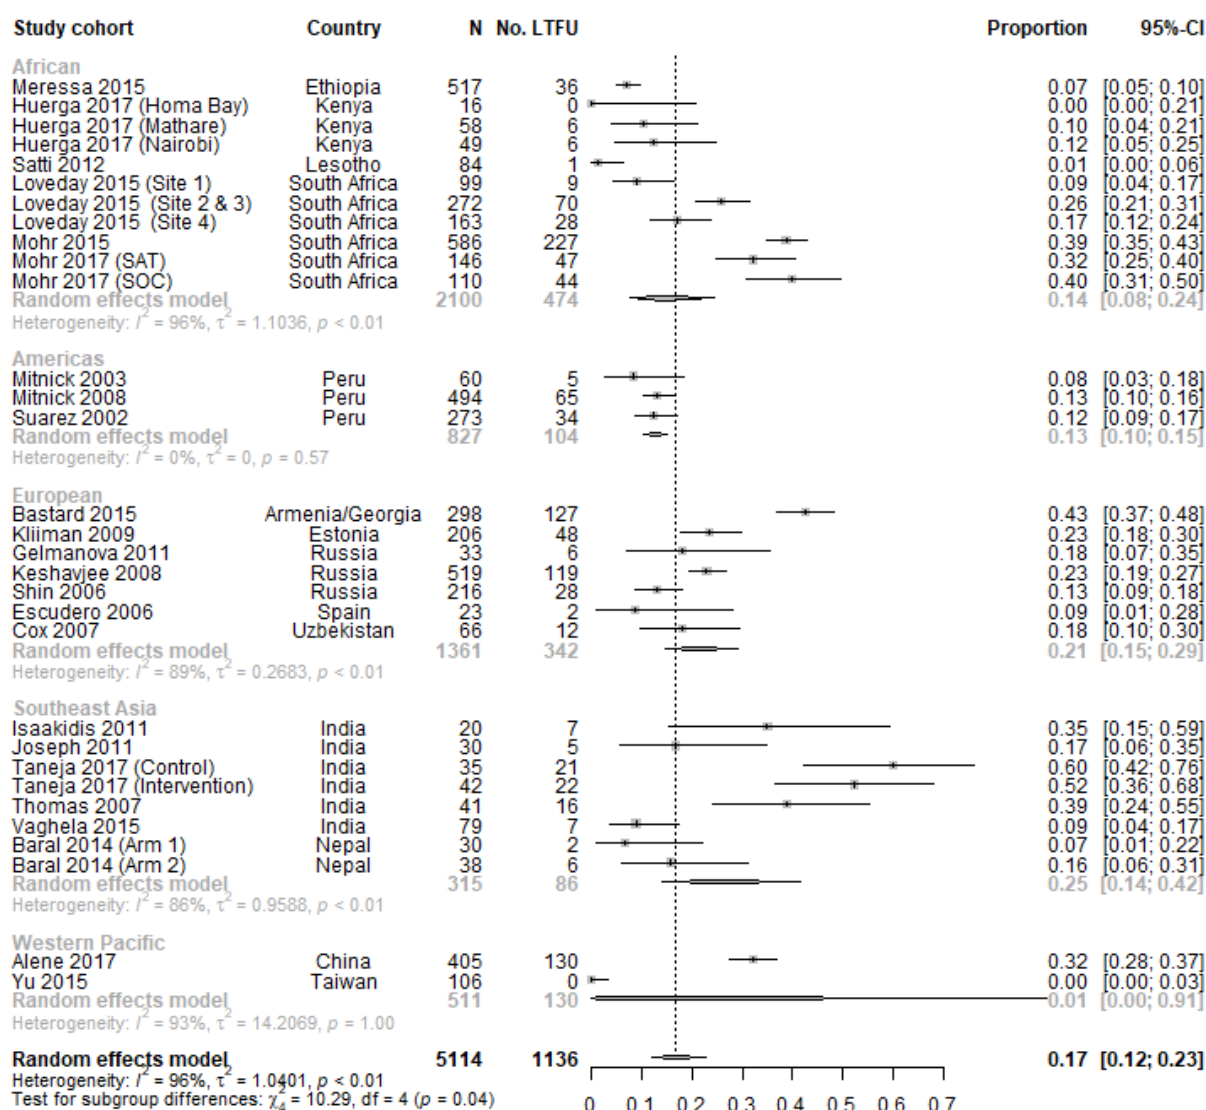 Study cohort Country N No. LTFU Proportion 95%-CI
African
Meressa 2015 Ethiopia 517 36 0.07 [0.05; 0.10]
Huerga 2017 (Homa Bay) Kenya 16 0 0.00 [0.00; 0.21]
Huerga 2017 (Mathare) Kenya 58 6 0.10 [0.04; 0.21]
Huerga 2017 (Nairobi) Kenya 49 6 0.12 [0.05; 0.25]
Satti 2012 Lesotho 84 1 0.01 [0.00; 0.06]
Loveday 2015 (Site 1) South Africa 99 9 0.09 [0.04; 0.17]
Loveday 2015 (Site 2 & 3) South Africa 272 70 0.26 [0.21; 0.31]
Loveday 2015 (Site 4) South Africa 163 28 0.17 [0.12; 0.24]
Mohr 2015 South Africa 586 227 0.39 [0.35; 0.43]
Mohr 2017 (SAT) South Africa 146 47 0.32 [0.25; 0.40]
Mohr 2017 (SOC) South Africa 110 44 0.40 [0.31; 0.50]
Random effects model 2100 474 0.14 [0.08; 0.24]
Heterogeneity: I² = 96%, τ² = 1.1036, p < 0.01
Americas
Mitnick 2003 Peru 60 5 0.08 [0.03; 0.18]
Mitnick 2008 Peru 494 65 0.13 [0.10; 0.16]
Suarez 2002 Peru 273 34 0.12 [0.09; 0.17]
Random effects model 827 104 0.13 [0.10; 0.15]
Heterogeneity: I² = 0%, τ² = 0, p = 0.57
European
Bastard 2015 Armenia/Georgia 298 127 0.43 [0.37; 0.48]
Kliiman 2009 Estonia 206 48 0.23 [0.18; 0.30]
Gelmanova 2011 Russia 33 6 0.18 [0.07; 0.35]
Keshavjee 2008 Russia 519 119 0.23 [0.19; 0.27]
Shin 2006 Russia 216 28 0.13 [0.09; 0.18]
Escudero 2006 Spain 23 2 0.09 [0.01; 0.28]
Cox 2007 Uzbekistan 66 12 0.18 [0.10; 0.30]
Random effects model 1361 342 0.21 [0.15; 0.29]
Heterogeneity: I² = 89%, τ² = 0.2683, p < 0.01
Southeast Asia
Isaakidis 2011 India 20 7 0.35 [0.15; 0.59]
Joseph 2011 India 30 5 0.17 [0.06; 0.35]
Taneja 2017 (Control) India 35 21 0.60 [0.42; 0.76]
Taneja 2017 (Intervention) India 42 22 0.52 [0.36; 0.68]
Thomas 2007 India 41 16 0.39 [0.24; 0.55]
Vaghela 2015 India 79 7 0.09 [0.04; 0.17]
Baral 2014 (Arm 1) Nepal 30 2 0.07 [0.01; 0.22]
Baral 2014 (Arm 2) Nepal 38 6 0.16 [0.06; 0.31]
Random effects model 315 86 0.25 [0.14; 0.42]
Heterogeneity: I² = 86%, τ² = 0.9588, p < 0.01
Western Pacific
Alene 2017 China 405 130 0.32 [0.28; 0.37]
Yu 2015 Taiwan 106 0 0.00 [0.00; 0.03]
Random effects model 511 130 0.01 [0.00; 0.91]
Heterogeneity: I² = 93%, τ² = 14.2069, p = 1.00
Random effects model 5114 1136 0.17 [0.12; 0.23]
Heterogeneity: I² = 96%, τ² = 1.0401, p < 0.01
Test for subgroup differences: χ²₄ = 10.29, df = 4 (p = 0.04)
0 0.1 0.2 0.3 0.4 0.5 0.6 0.7